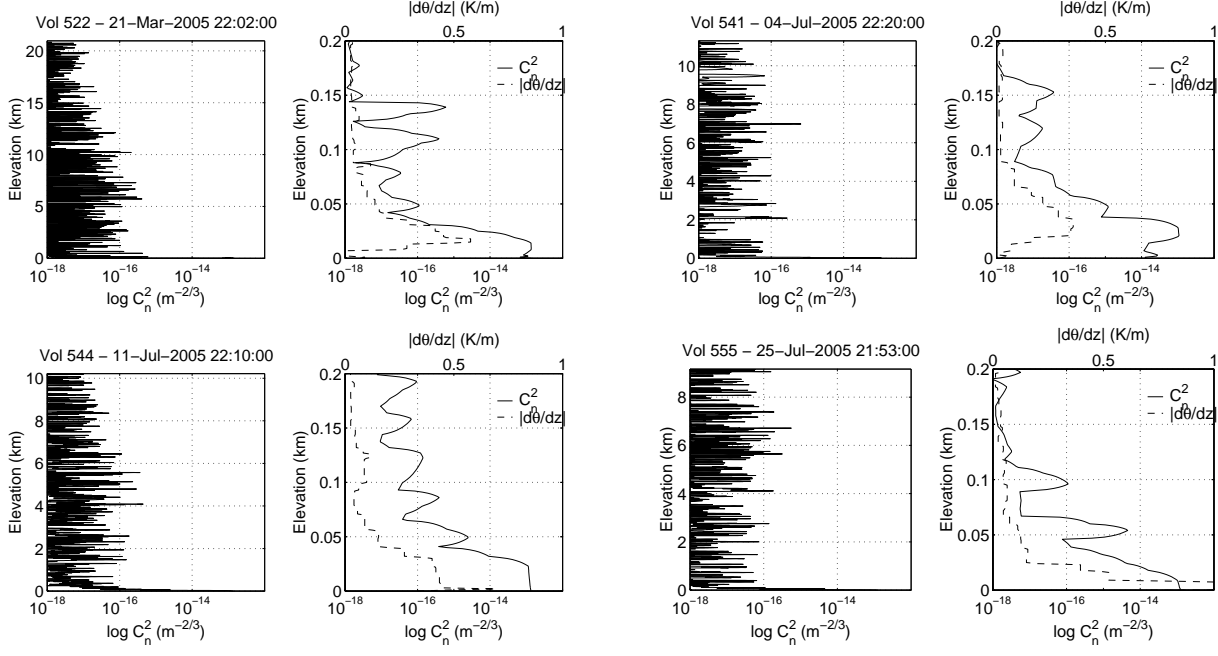 Vol 522 − 21−Mar−2005 22:02:00
|dθ/dz| (K/m)
0 0.5 1
20
15
10
5
0
Elevation (km)
10^−18 10^−16 10^−14
log C_n^2 (m^−2/3)
0.2
0.15
0.1
0.05
0
Elevation (km)
C_n^2
|dθ/dz|
10^−18 10^−16 10^−14
log C_n^2 (m^−2/3)
Vol 541 − 04−Jul−2005 22:20:00
|dθ/dz| (K/m)
0 0.5 1
10
8
6
4
2
0
Elevation (km)
10^−18 10^−16 10^−14
log C_n^2 (m^−2/3)
0.2
0.15
0.1
0.05
0
Elevation (km)
C_n^2
|dθ/dz|
10^−18 10^−16 10^−14
log C_n^2 (m^−2/3)
Vol 544 − 11−Jul−2005 22:10:00
|dθ/dz| (K/m)
0 0.5 1
10
8
6
4
2
0
Elevation (km)
10^−18 10^−16 10^−14
log C_n^2 (m^−2/3)
0.2
0.15
0.1
0.05
0
Elevation (km)
C_n^2
|dθ/dz|
10^−18 10^−16 10^−14
log C_n^2 (m^−2/3)
Vol 555 − 25−Jul−2005 21:53:00
|dθ/dz| (K/m)
0 0.5 1
8
6
4
2
0
Elevation (km)
10^−18 10^−16 10^−14
log C_n^2 (m^−2/3)
0.2
0.15
0.1
0.05
0
Elevation (km)
C_n^2
|dθ/dz|
10^−18 10^−16 10^−14
log C_n^2 (m^−2/3)